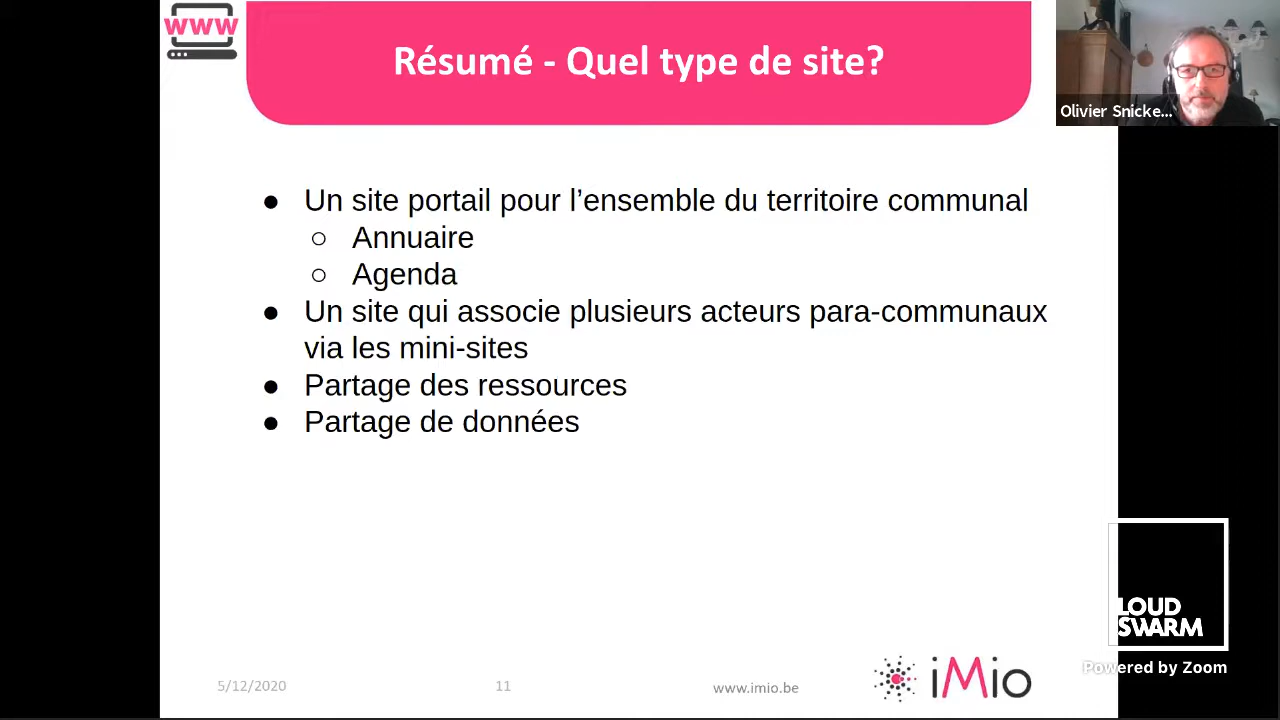 WWW
Résumé - Quel type de site?
Olivier Snicke...
● Un site portail pour l’ensemble du territoire communal
○ Annuaire
○ Agenda
● Un site qui associe plusieurs acteurs para-communaux
via les mini-sites
● Partage des ressources
● Partage de données
LOUD
SWARM
Powered by Zoom
5/12/2020
11
www.imio.be
iMio